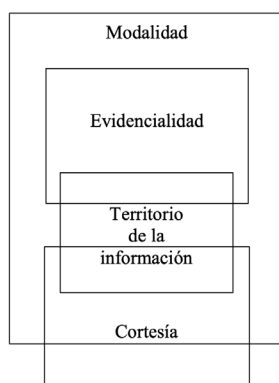 Modalidad
Evidencialidad
Territorio
de la
información
Cortesía